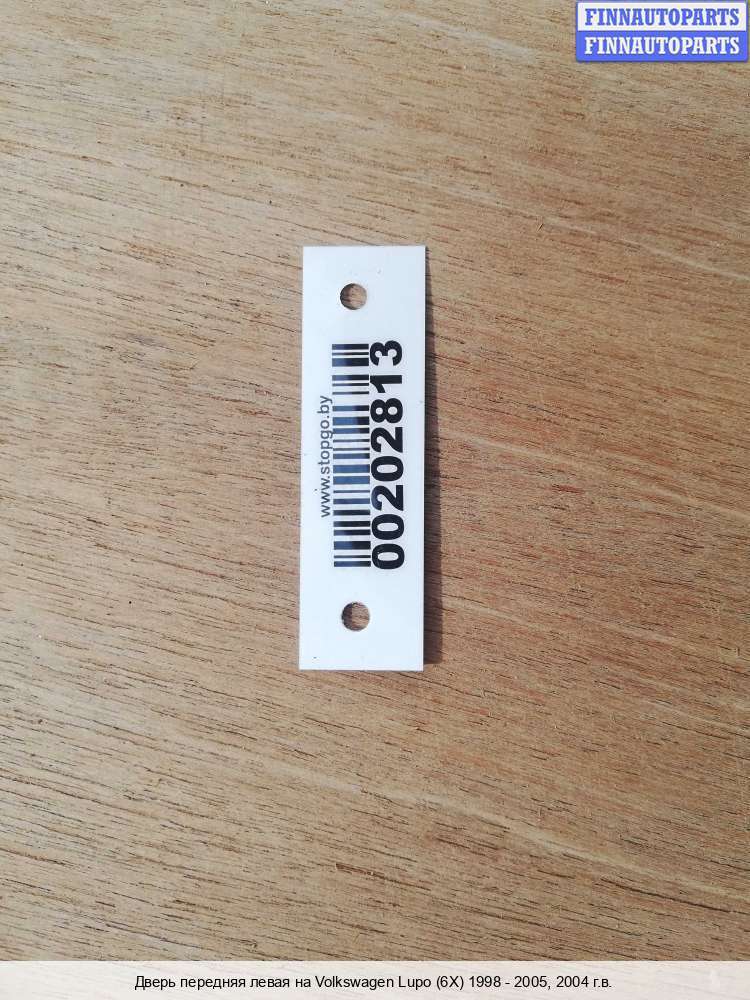 FINNAUTOPARTS
FINNAUTOPARTS
www.stopgo.by
00202813
Дверь передняя левая на Volkswagen Lupo (6X) 1998 - 2005, 2004 г.в.